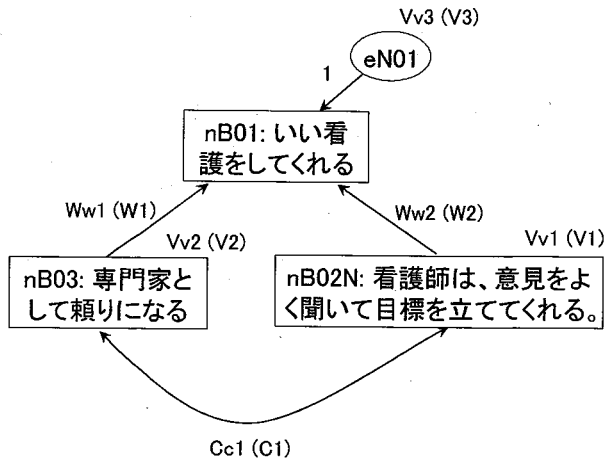 Vv3 (V3)
eN01
1
nB01: いい看
護をしてくれる
Ww1 (W1)
Ww2 (W2)
Vv2 (V2)
Vv1 (V1)
nB03: 専門家と
して頼りになる
nB02N: 看護師は、意見をよ
く聞いて目標を立ててくれる。
Cc1 (C1)